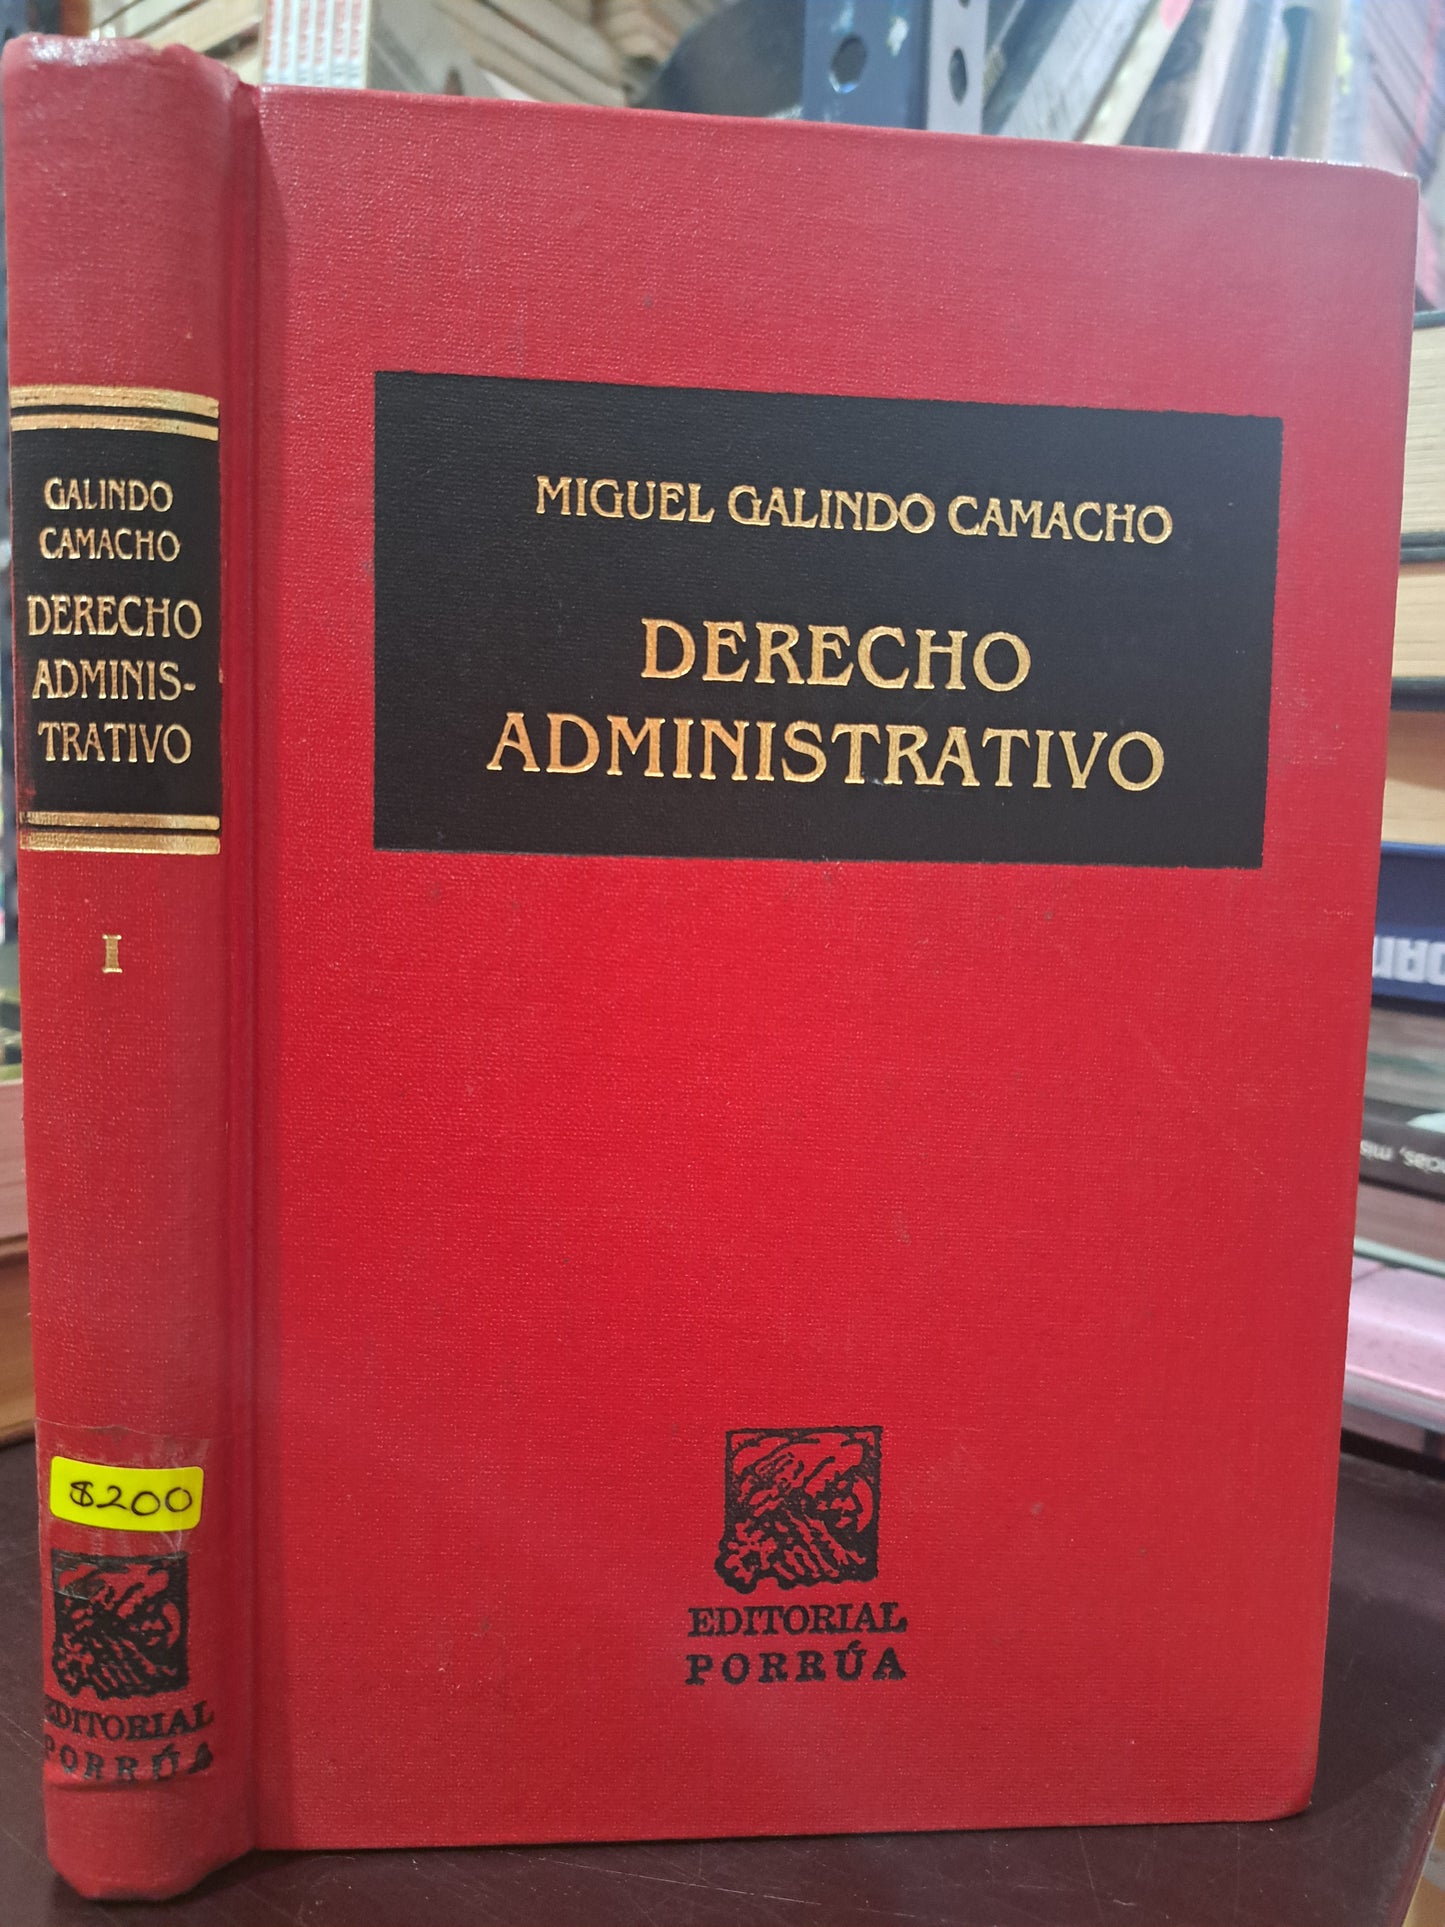 GALINDO
CAMACHO
DERECHO
ADMINIS-
TRATIVO
I
$200
EDITORIAL
PORRÚA
MIGUEL GALINDO CAMACHO
DERECHO
ADMINISTRATIVO
EDITORIAL
PORRÚA